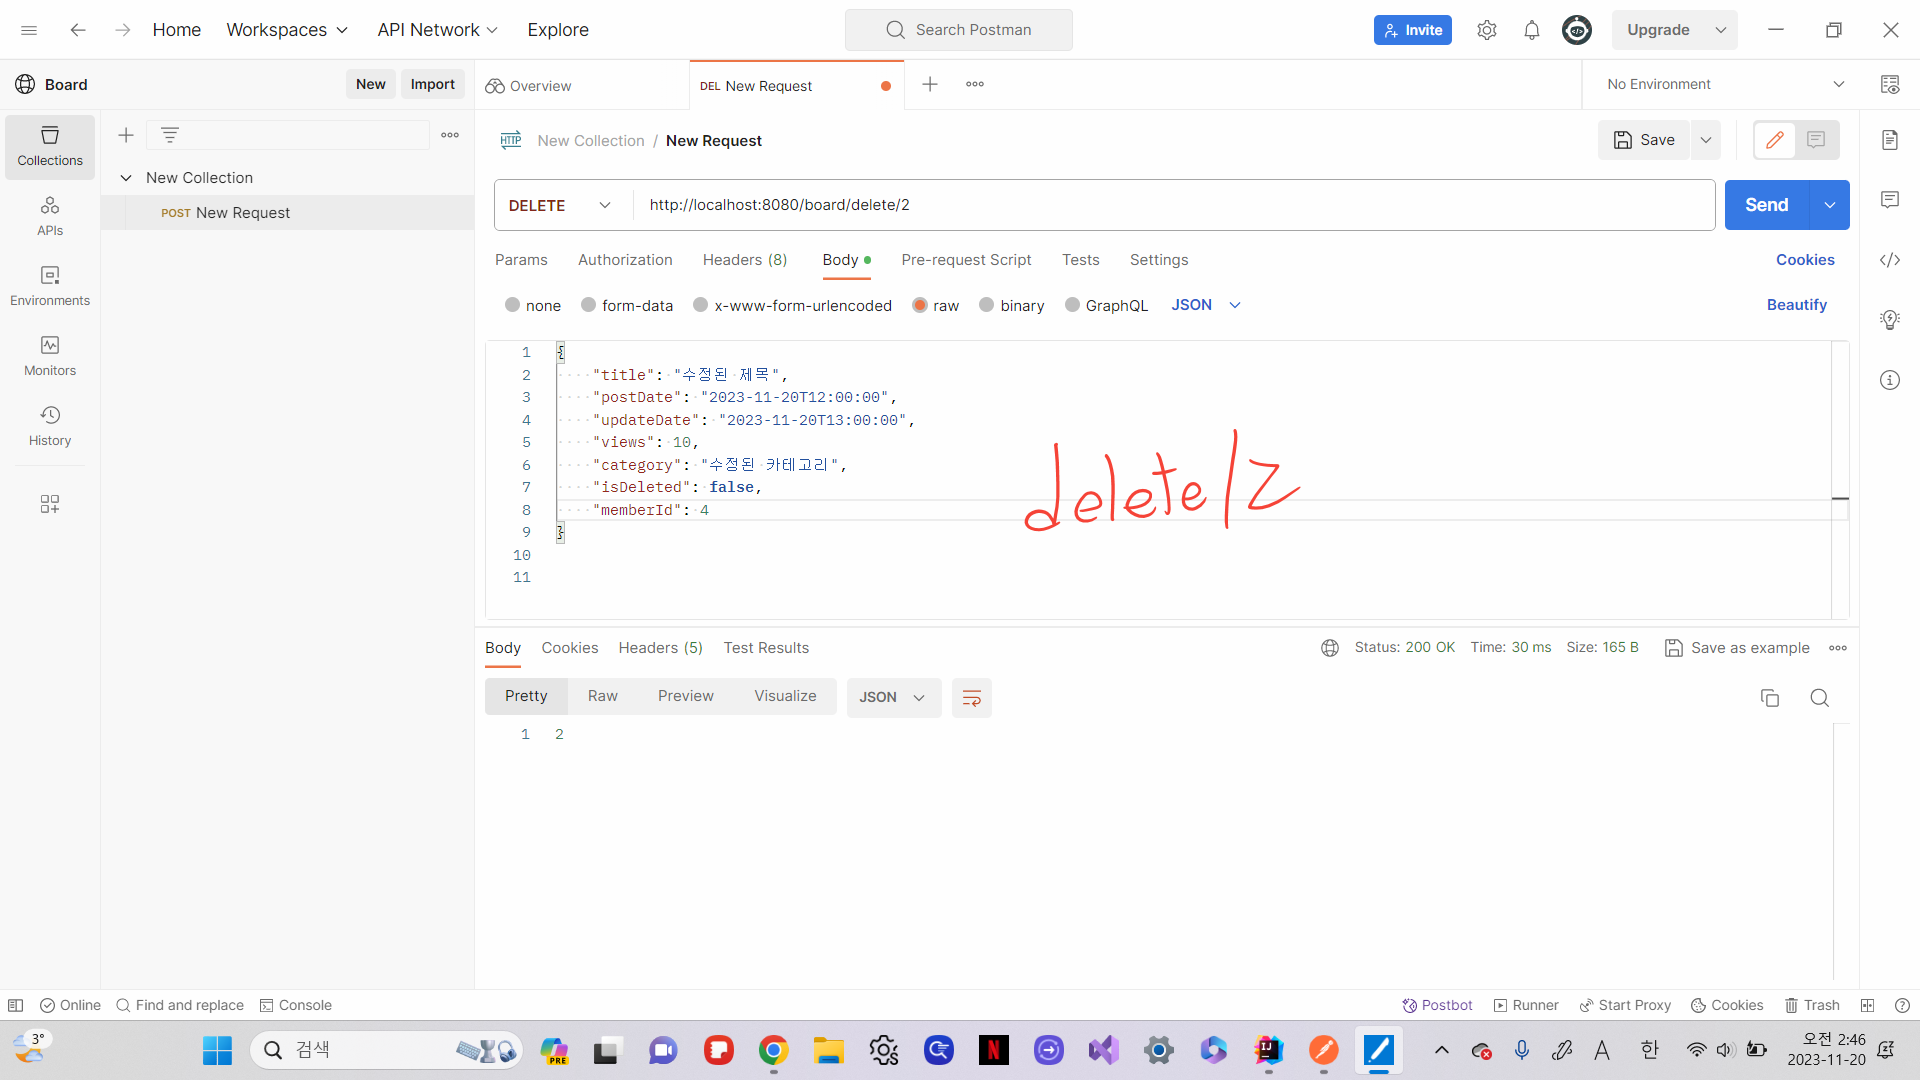 Home Workspaces API Network Explore Search Postman Invite Upgrade
Board New Import Overview DEL New Request No Environment
Collections
New Collection
POST New Request
APIs
Environments
Monitors
History
HTTP New Collection / New Request Save
DELETE http://localhost:8080/board/delete/2 Send
Params Authorization Headers (8) Body Pre-request Script Tests Settings Cookies
none form-data x-www-form-urlencoded raw binary GraphQL JSON Beautify
1 {
2 "title": "수정된 제목",
3 "postDate": "2023-11-20T12:00:00",
4 "updateDate": "2023-11-20T13:00:00",
5 "views": 10,
6 "category": "수정된 카테고리",
7 "isDeleted": false,
8 "memberId": 4
9 }
10
11
delete/2
Body Cookies Headers (5) Test Results Status: 200 OK Time: 30 ms Size: 165 B Save as example
Pretty Raw Preview Visualize JSON
1 2
Online Find and replace Console Postbot Runner Start Proxy Cookies Trash
3° 검색 PRE N IJ A 한 오전 2:46
2023-11-20